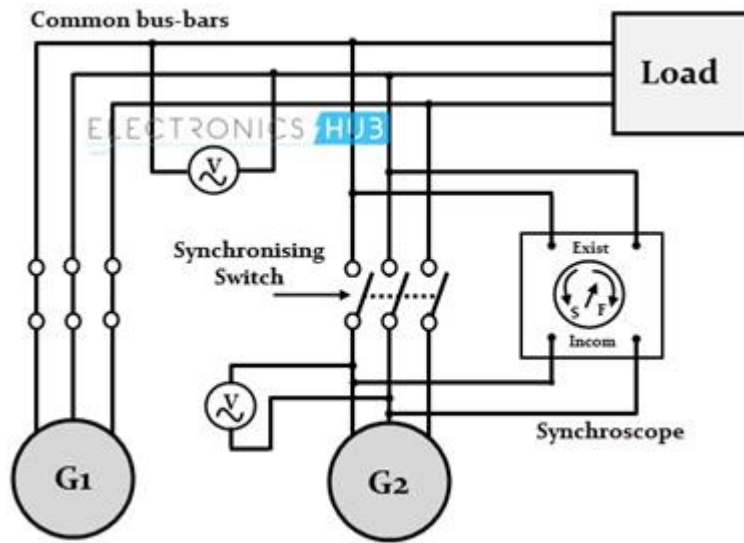 Common bus-bars
Load
ELECTRONICS HUB
V
Synchronising
Switch
Exist
S F
Incom
V
Synchroscope
G1
G2